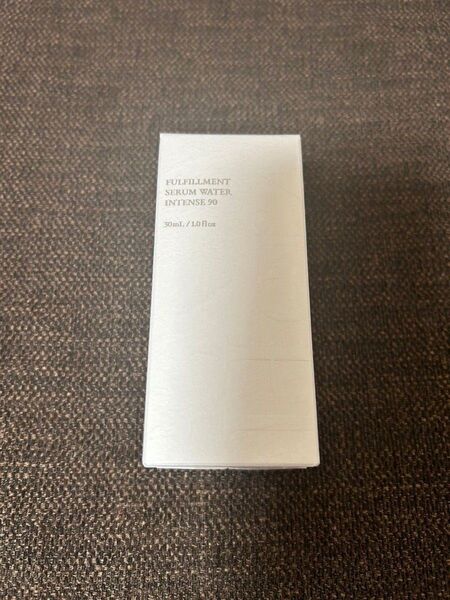 FULFILLMENT
SERUM WATER
INTENSE 90
30mL / 1.0 fl oz